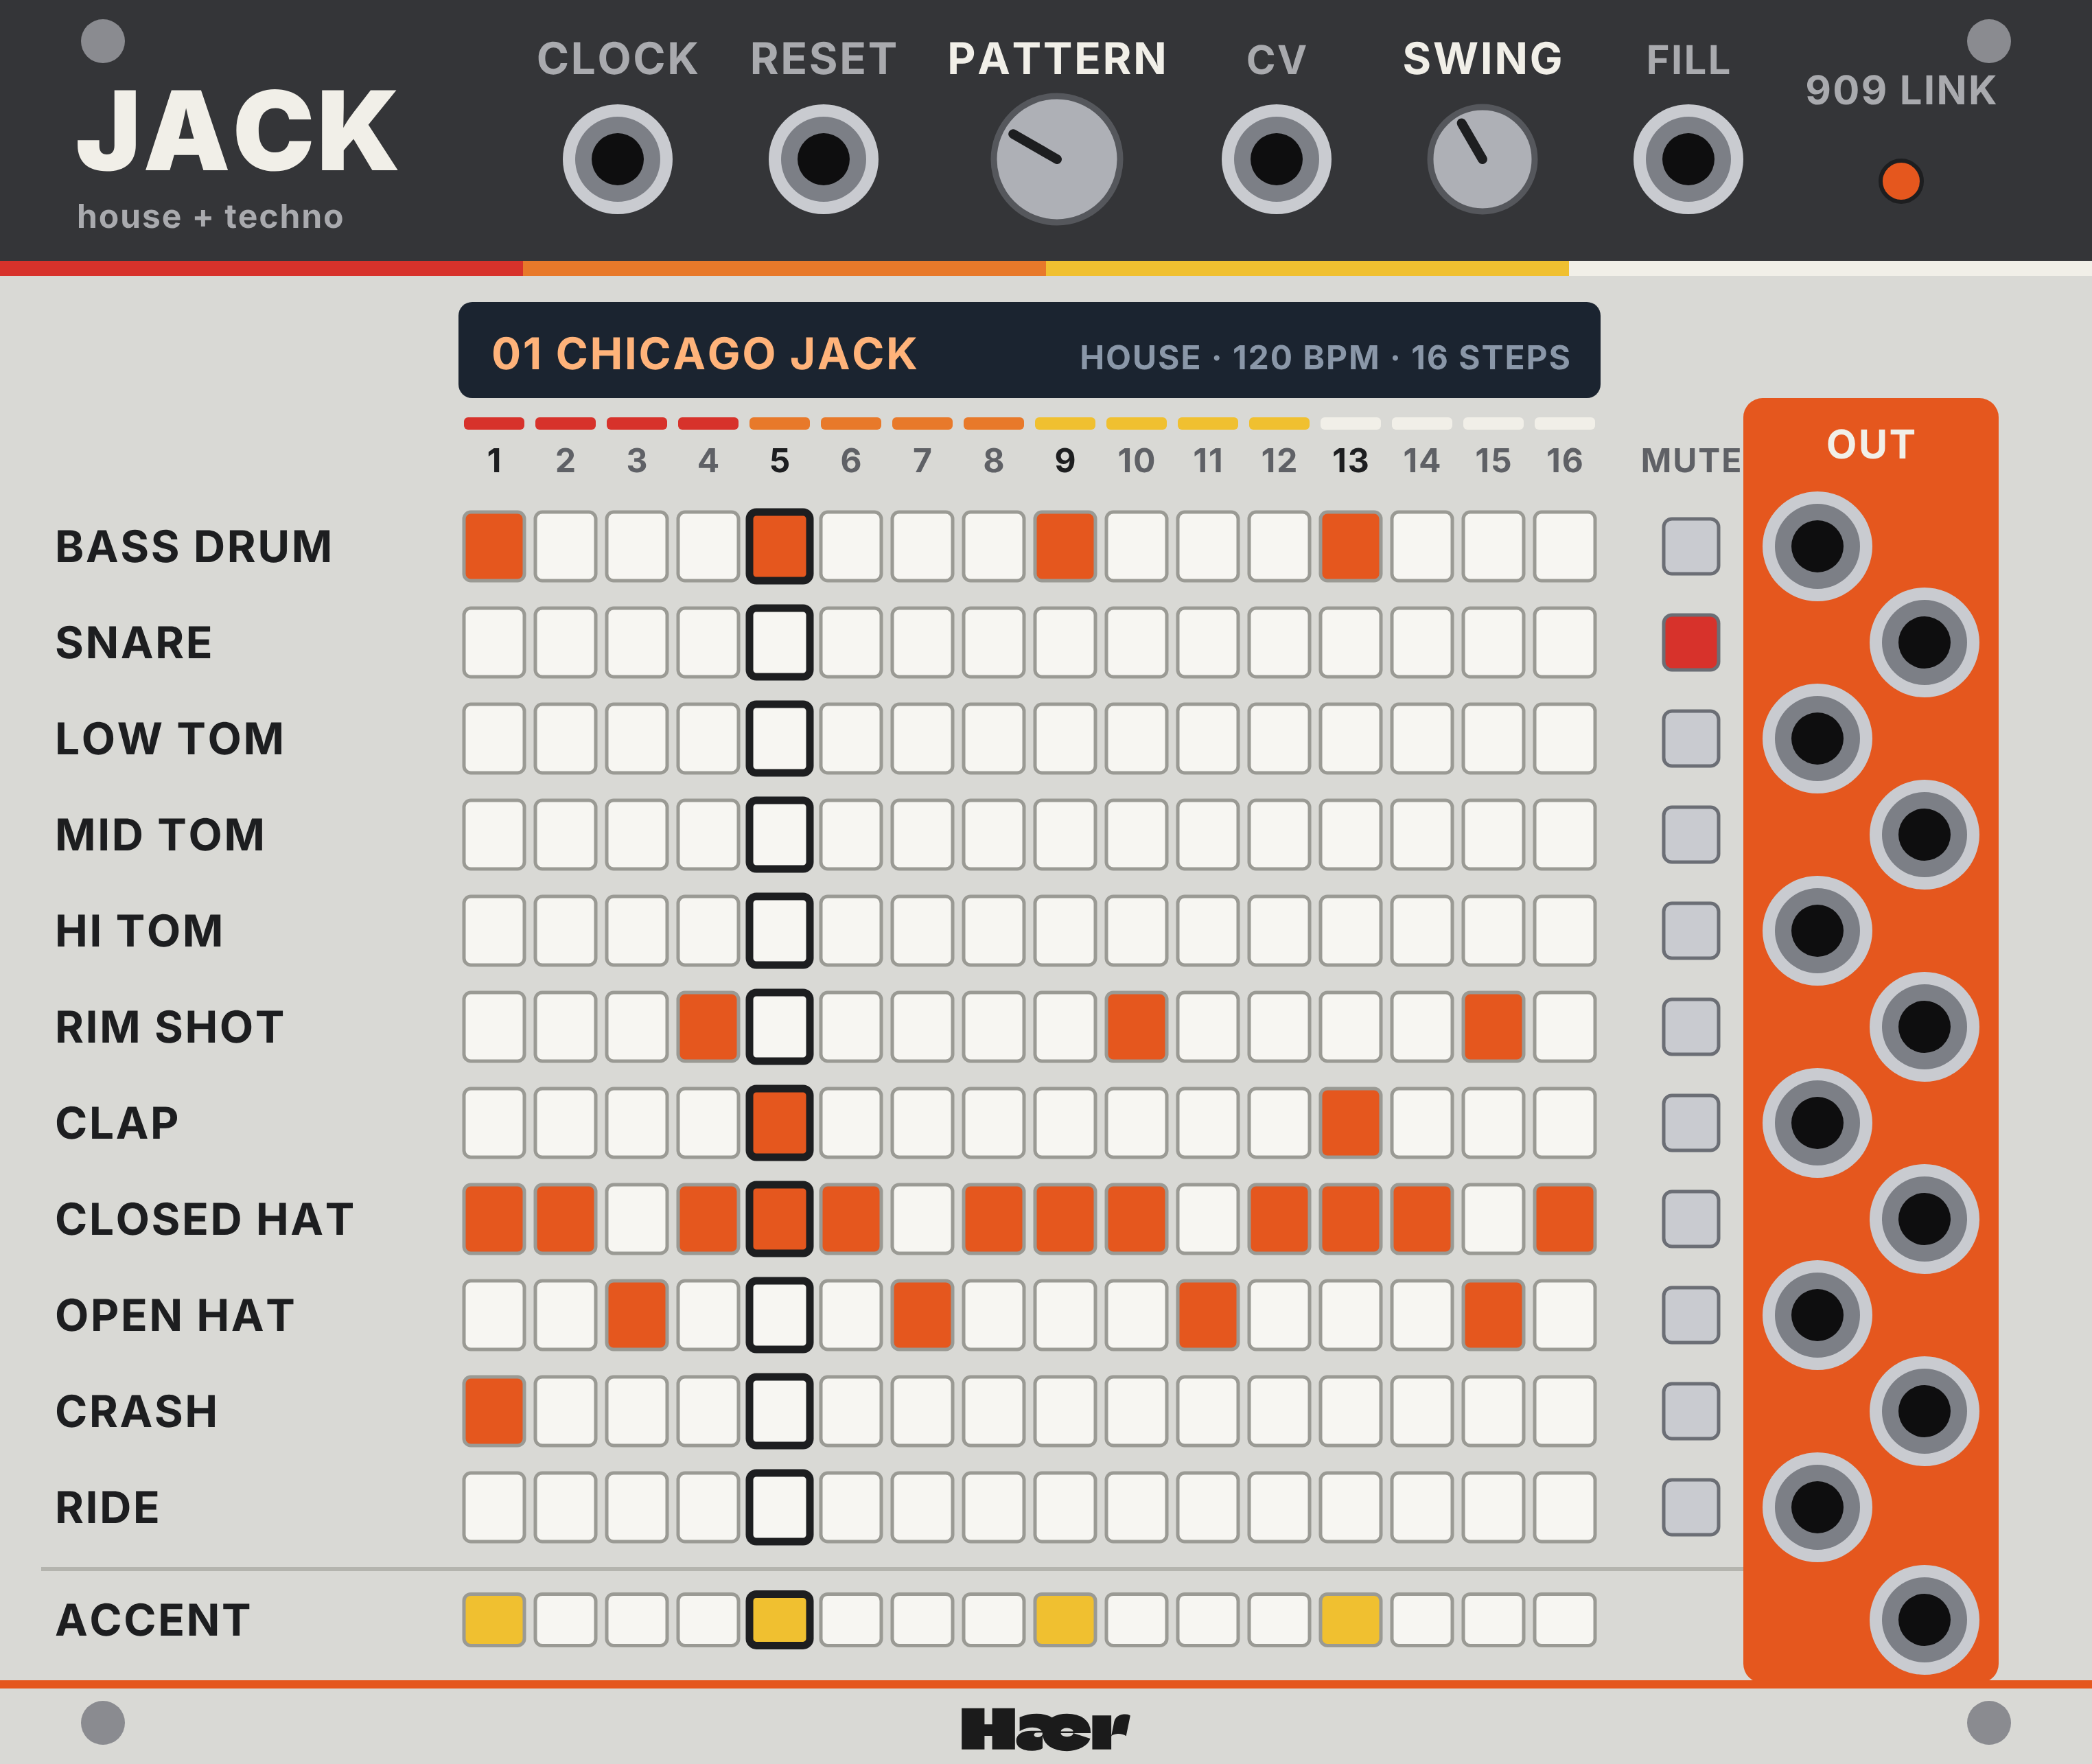 CLOCK RESET PATTERN CV SWING FILL
909 LINK
JACK
house + techno
01 CHICAGO JACK HOUSE · 120 BPM · 16 STEPS
OUT
1 2 3 4 5 6 7 8 9 10 11 12 13 14 15 16 MUTE
BASS DRUM
SNARE
LOW TOM
MID TOM
HI TOM
RIM SHOT
CLAP
CLOSED HAT
OPEN HAT
CRASH
RIDE
ACCENT
Hær